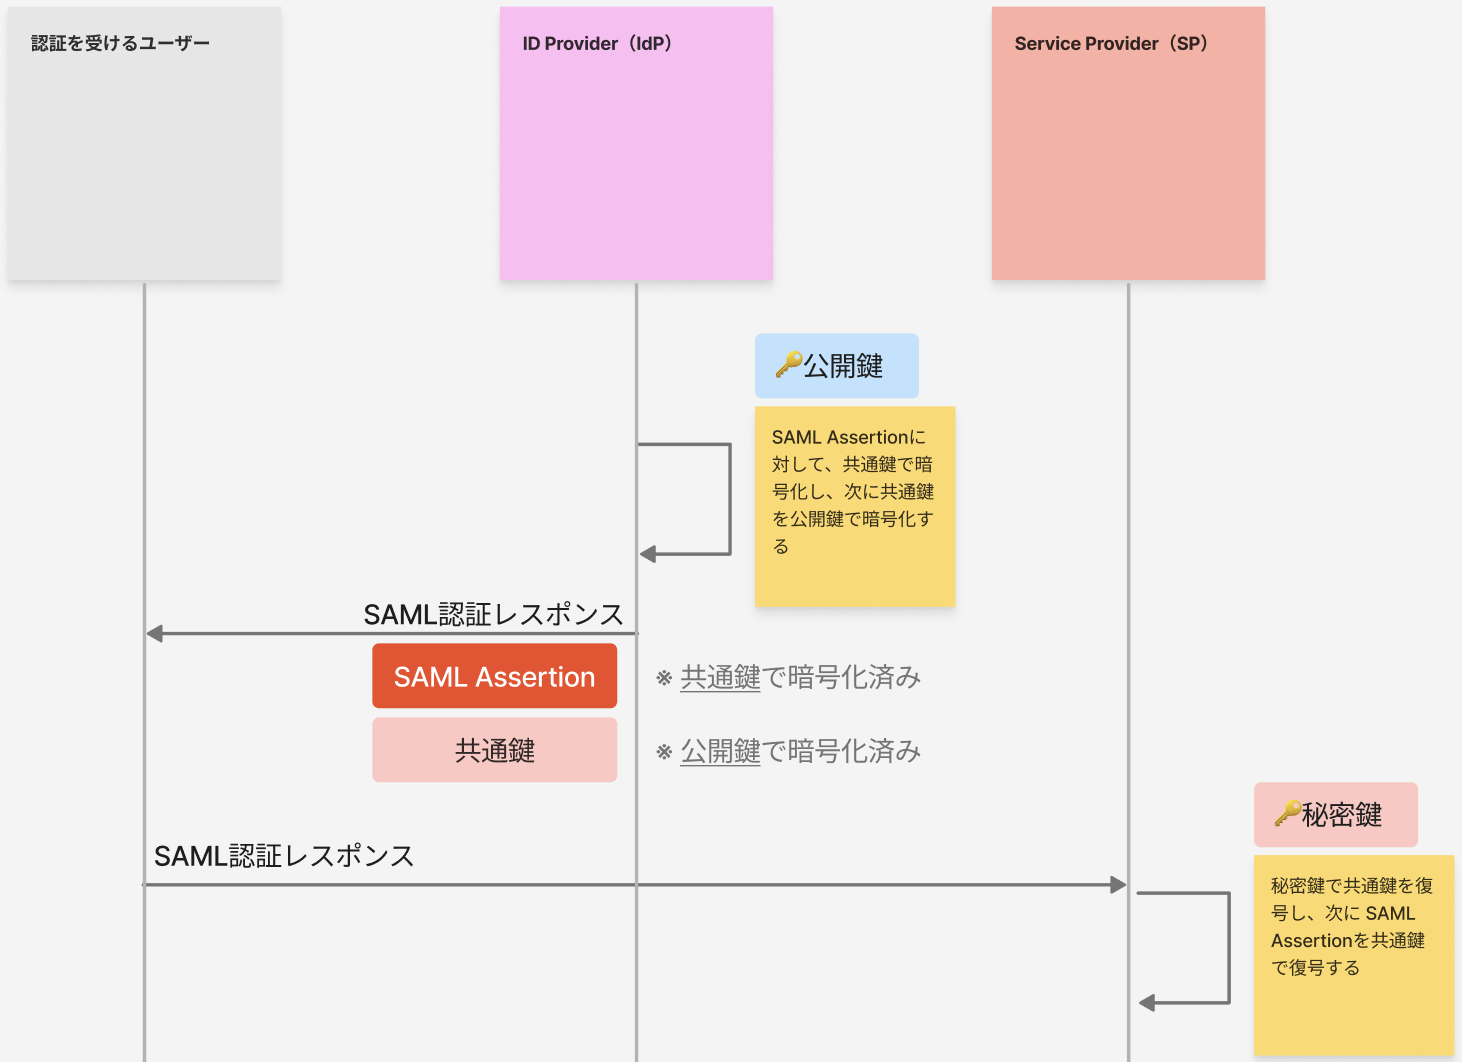 認証を受けるユーザー
ID Provider（IdP）
Service Provider（SP）
公開鍵
SAML Assertionに
対して、共通鍵で暗
号化し、次に共通鍵
を公開鍵で暗号化す
る
SAML認証レスポンス
SAML Assertion
※ 共通鍵で暗号化済み
共通鍵
※ 公開鍵で暗号化済み
秘密鍵
SAML認証レスポンス
秘密鍵で共通鍵を復
号し、次に SAML
Assertionを共通鍵
で復号する